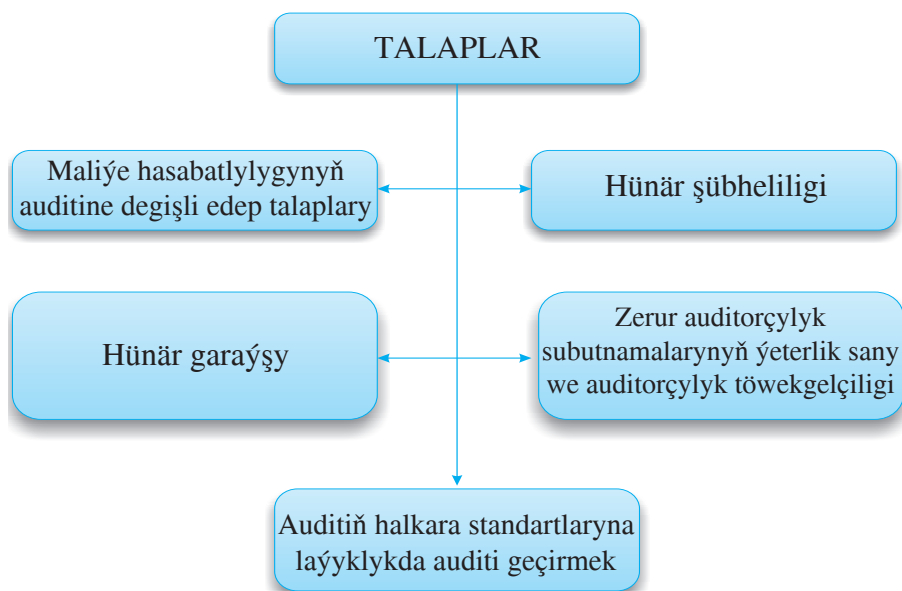 TALAPLAR
Maliýe hasabatlylygynyň
auditine degişli edep talaplary
Hünär şübheliligi
Hünär garaýşy
Zerur auditorçylyk
subutnamalarynyň ýeterlik sany
we auditorçylyk töwekgelçiligi
Auditiň halkara standartlaryna
laýyklykda auditi geçirmek